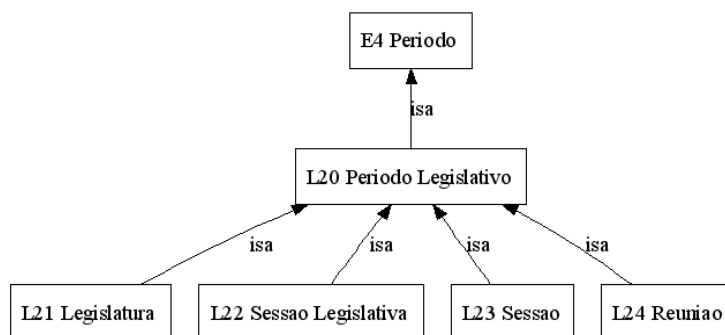 E4 Periodo
isa
L20 Periodo Legislativo
isa
isa
isa
isa
L21 Legislatura
L22 Sessao Legislativa
L23 Sessao
L24 Reuniao